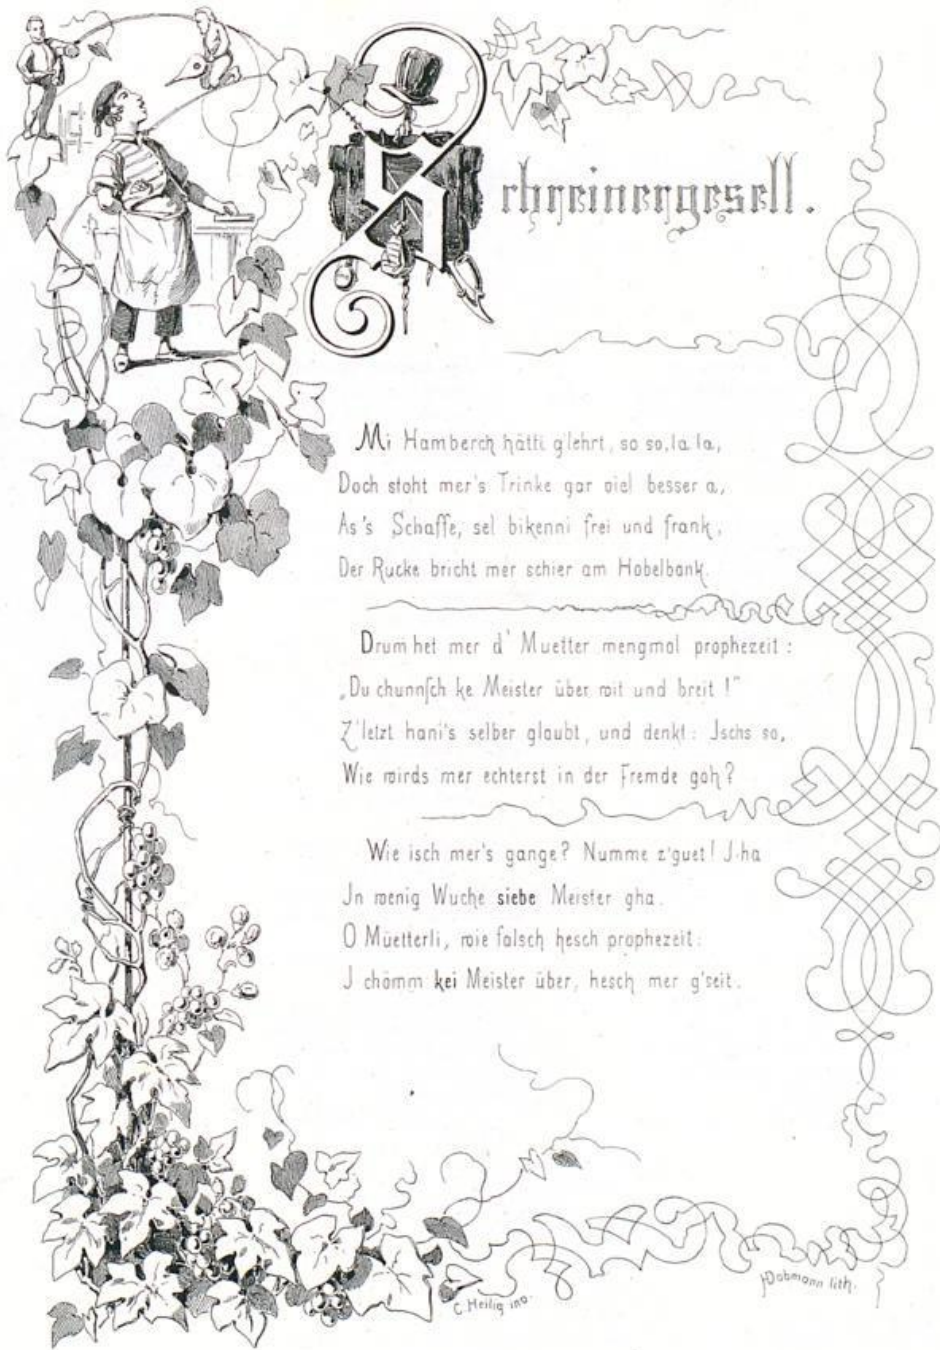 Schreinergesell.
Mi Hamberch hätti g'lehrt, so so, la la,
Doch stoht mer's Trinke gar viel besser a,
As's Schaffe, sel bikenni frei und frank,
Der Rucke bricht mer schier am Hobelbank.
Drum het mer d' Muetter mengmol prophezeit:
„Du chunnsch ke Meister über wit und breit!"
Z'letzt hani's selber glaubt, und denkt: Ischs so,
Wie wirds mer echterst in der Fremde goh?
Wie isch mer's gange? Numme z'guet! I ha
In wenig Wuche siebe Meister gha.
O Müetterli, wie falsch hesch prophezeit:
I chömm kei Meister über, hesch mer g'seit.
C. Heilig inv.
Dobmann lith.